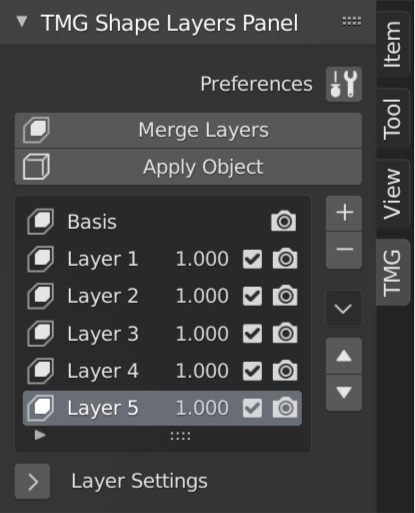 TMG Shape Layers Panel
Preferences
Merge Layers
Apply Object
Basis
Layer 1 1.000
Layer 2 1.000
Layer 3 1.000
Layer 4 1.000
Layer 5 1.000
Layer Settings
Item
Tool
View
TMG